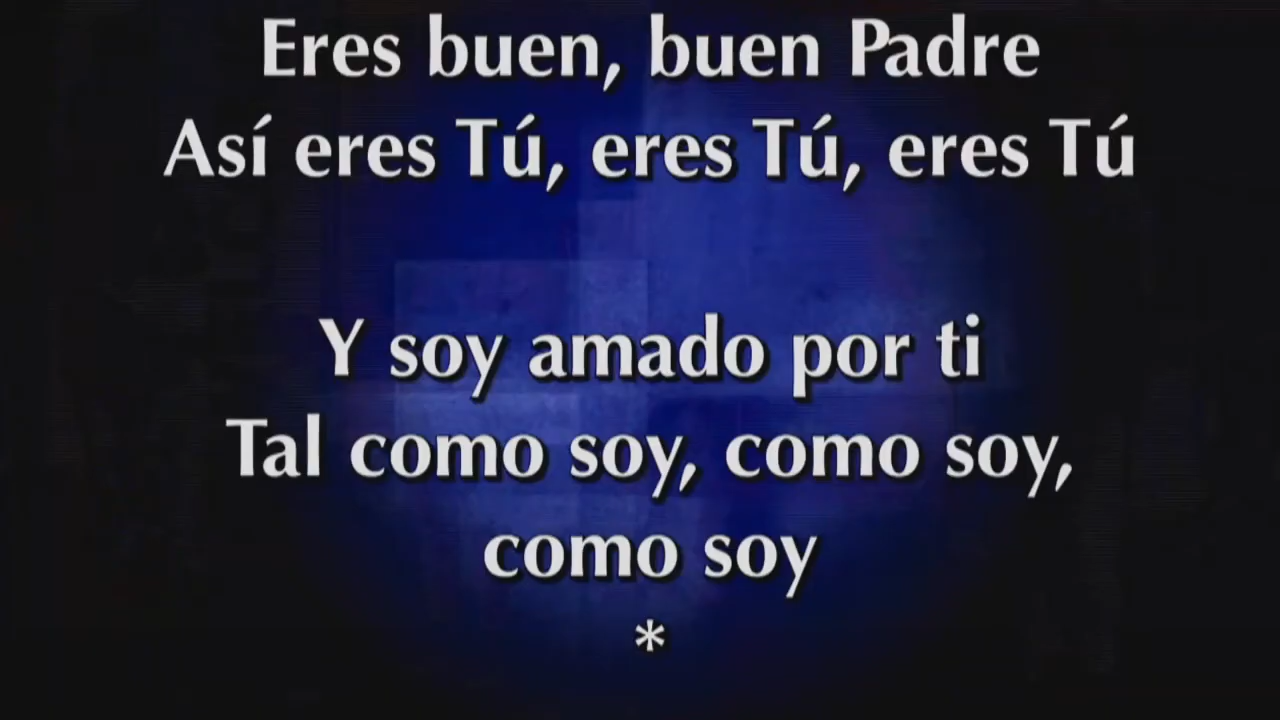 Eres buen, buen Padre
Así eres Tú, eres Tú, eres Tú
Y soy amado por ti
Tal como soy, como soy,
como soy
*